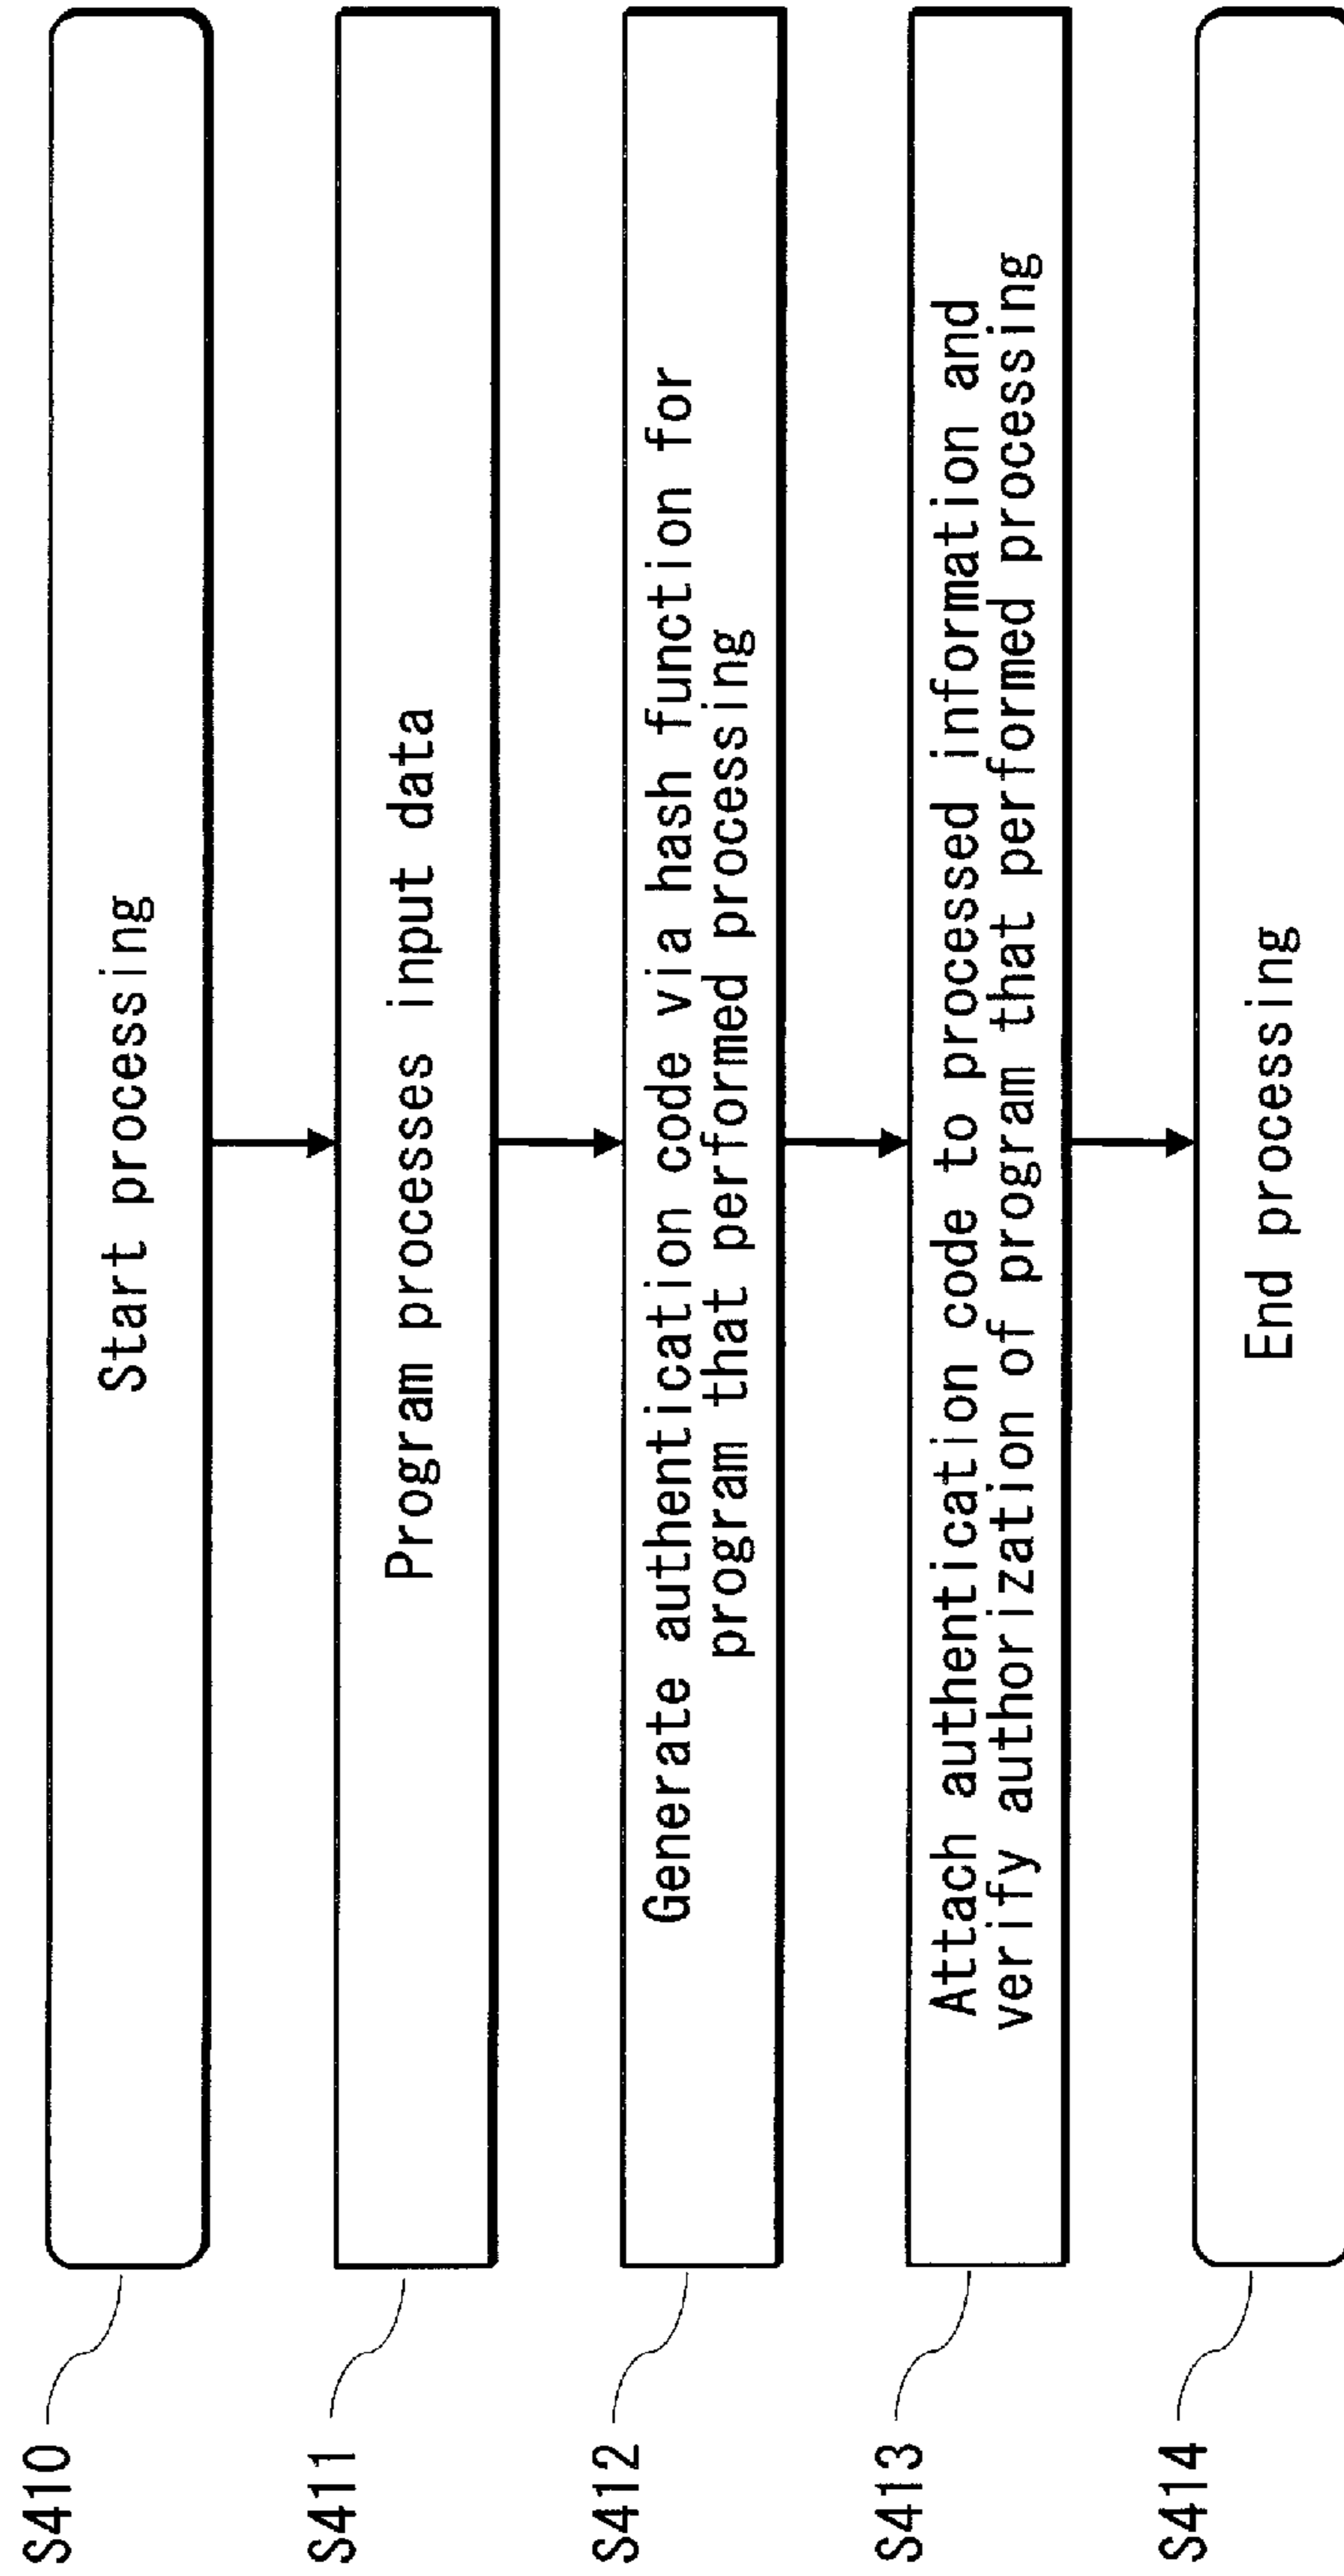 S410
Start processing
S411
Program processes input data
S412
Generate authentication code via hash function for
program that performed processing
S413
Attach authentication code to processed information and
verify authorization of program that performed processing
S414
End processing